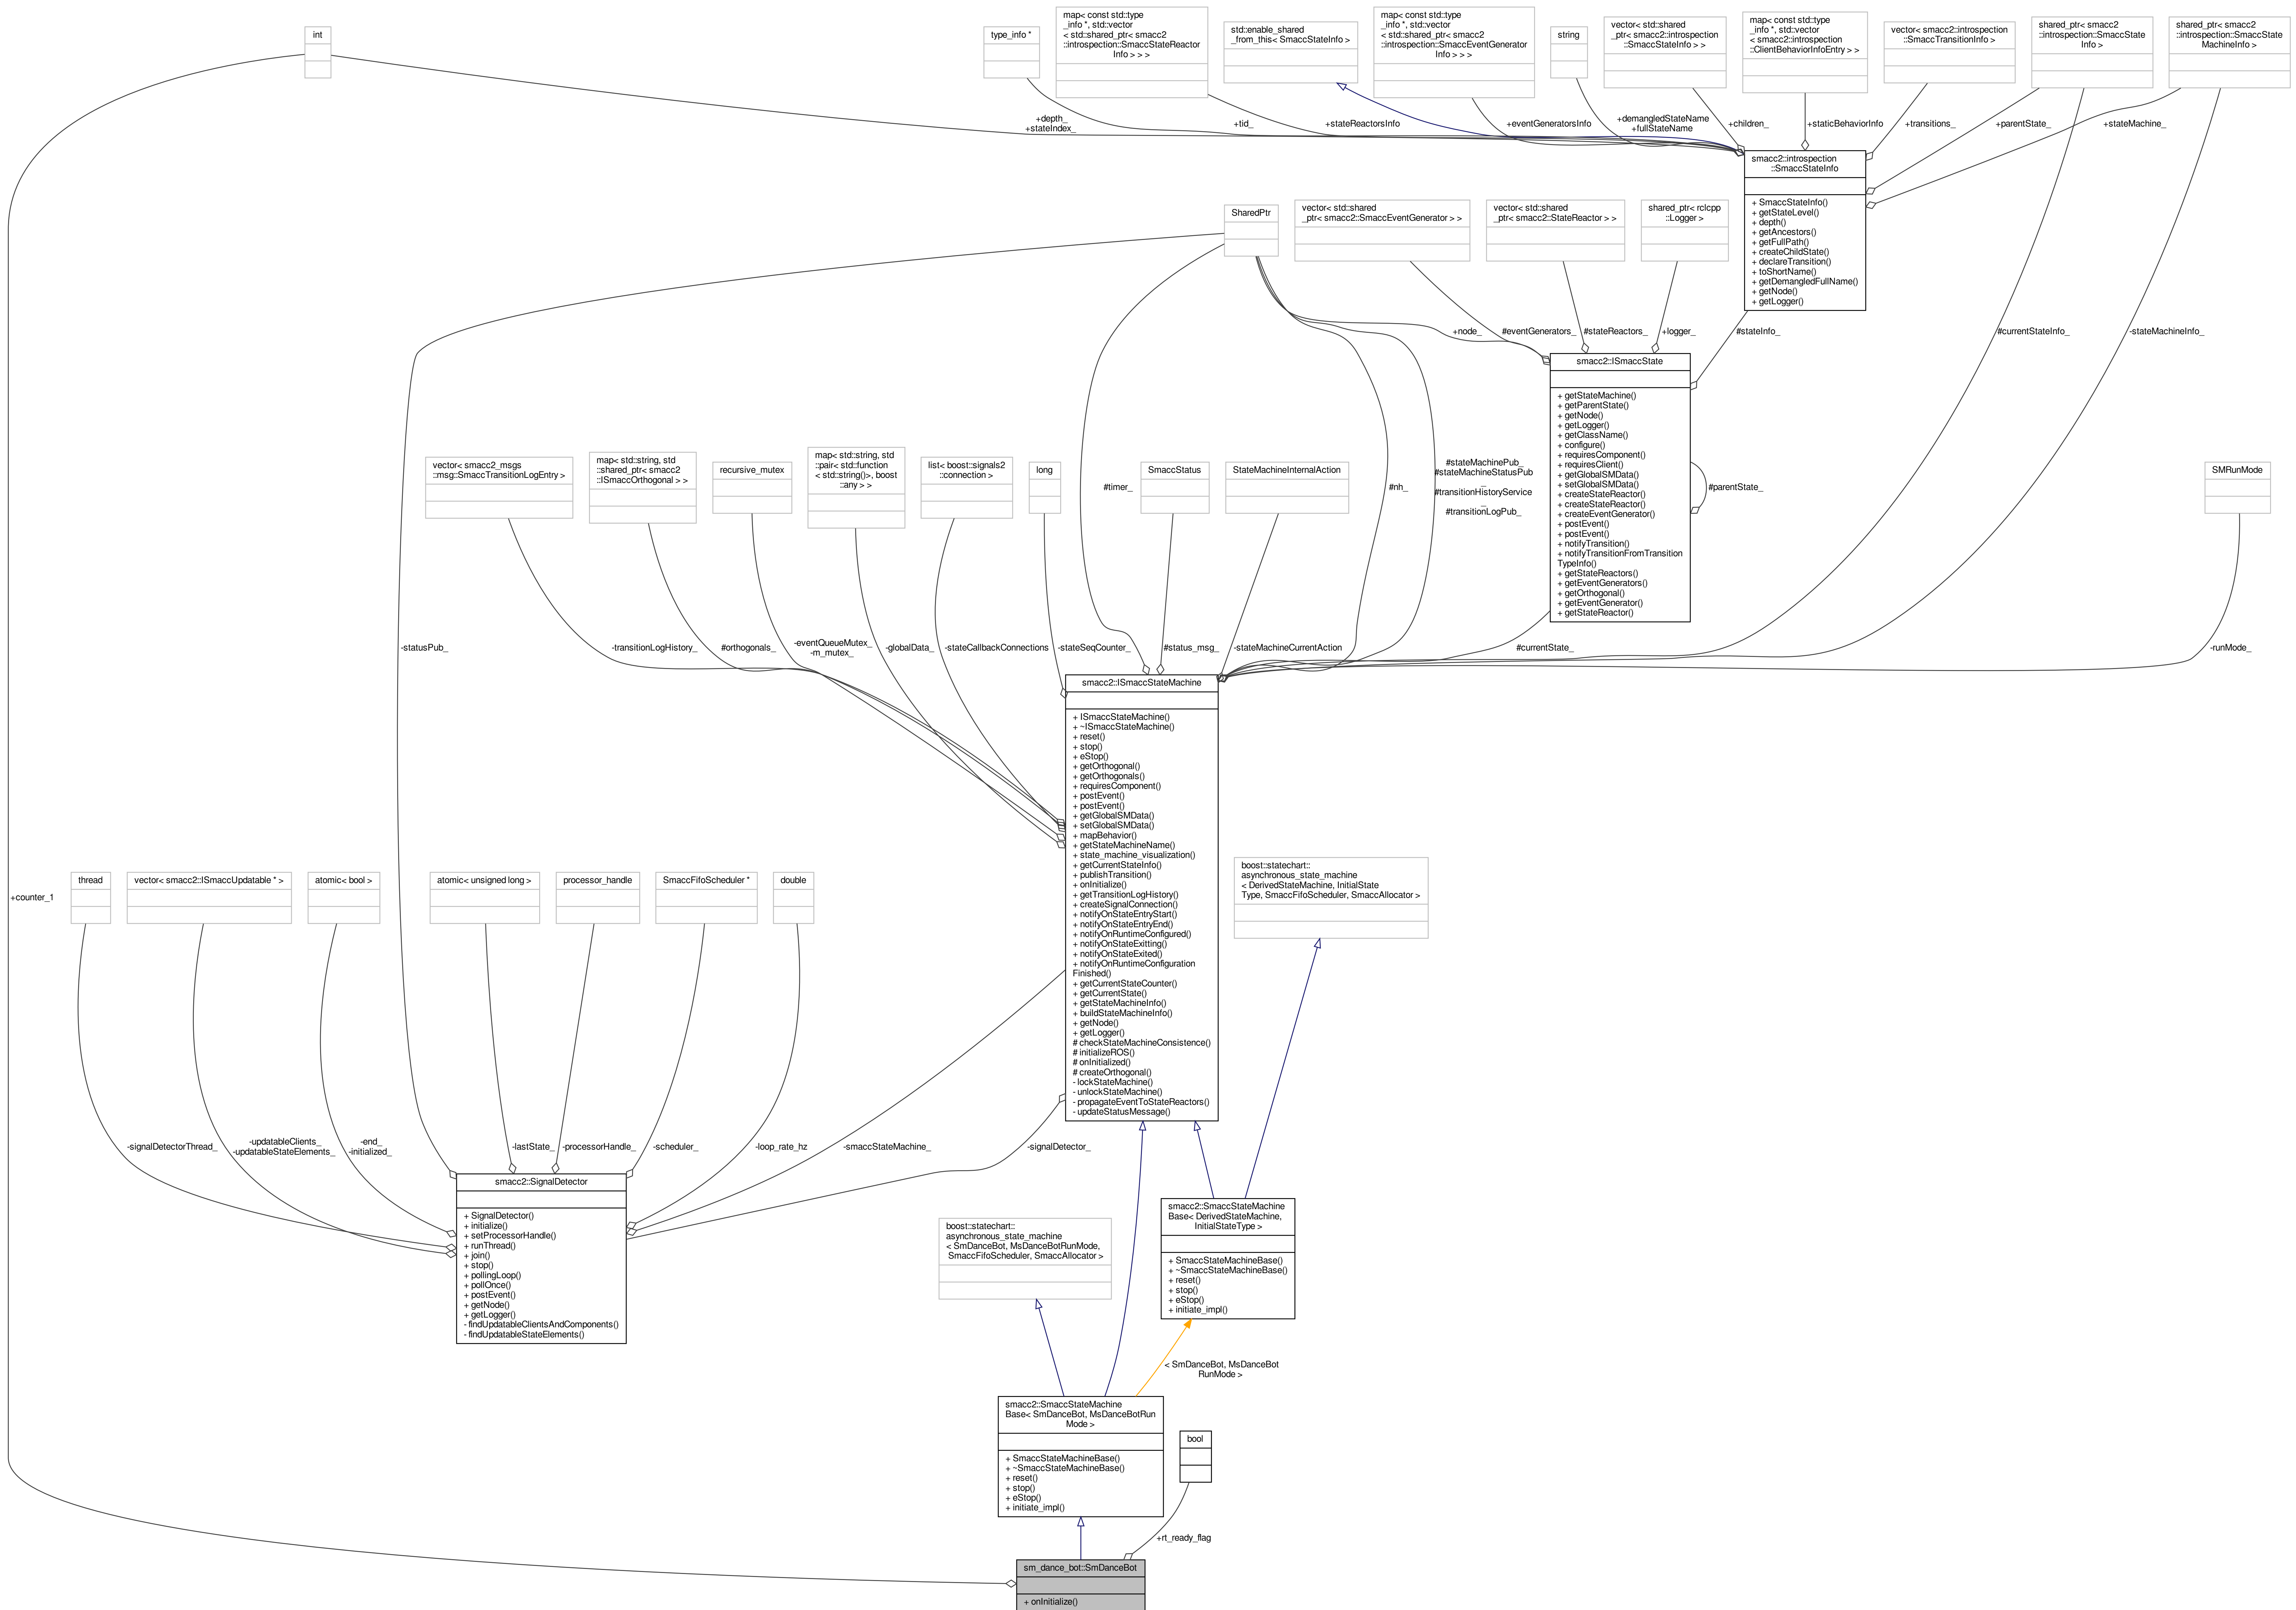 int
type_info *
map< const std::type
_info *, std::vector
< std::shared_ptr< smacc2
::introspection::SmaccStateReactor
Info > > >
std::enable_shared
_from_this< SmaccStateInfo >
map< const std::type
_info *, std::vector
< std::shared_ptr< smacc2
::introspection::SmaccEventGenerator
Info > > >
string
vector< std::shared
_ptr< smacc2::introspection
::SmaccStateInfo > >
map< const std::type
_info *, std::vector
< smacc2::introspection
::ClientBehaviorInfoEntry > >
vector< smacc2::introspection
::SmaccTransitionInfo >
shared_ptr< smacc2
::introspection::SmaccState
Info >
shared_ptr< smacc2
::introspection::SmaccState
MachineInfo >
+depth_
+stateIndex_
+tid_
+stateReactorsInfo
+eventGeneratorsInfo
+demangledStateName
+fullStateName
+children_
+staticBehaviorInfo
+transitions_
+parentState_
+stateMachine_
smacc2::introspection
::SmaccStateInfo
+ SmaccStateInfo()
+ getStateLevel()
+ depth()
+ getAncestors()
+ getFullPath()
+ createChildState()
+ declareTransition()
+ toShortName()
+ getDemangledFullName()
+ getNode()
+ getLogger()
SharedPtr
vector< std::shared
_ptr< smacc2::SmaccEventGenerator > >
vector< std::shared
_ptr< smacc2::StateReactor > >
shared_ptr< rclcpp
::Logger >
+node_
#eventGenerators_
#stateReactors_
+logger_
#stateInfo_
#currentStateInfo_
-stateMachineInfo_
smacc2::ISmaccState
+ getStateMachine()
+ getParentState()
+ getNode()
+ getLogger()
+ getClassName()
+ configure()
+ requiresComponent()
+ requiresClient()
+ getGlobalSMData()
+ setGlobalSMData()
+ createStateReactor()
+ createStateReactor()
+ createEventGenerator()
+ postEvent()
+ postEvent()
+ notifyTransition()
+ notifyTransitionFromTransition
TypeInfo()
+ getStateReactors()
+ getEventGenerators()
+ getOrthogonal()
+ getEventGenerator()
+ getStateReactor()
#parentState_
vector< smacc2_msgs
::msg::SmaccTransitionLogEntry >
map< std::string, std
::shared_ptr< smacc2
::ISmaccOrthogonal > >
recursive_mutex
map< std::string, std
::pair< std::function
< std::string()>, boost
::any > >
list< boost::signals2
::connection >
long
#timer_
SmaccStatus
StateMachineInternalAction
#nh_
#stateMachinePub_
#stateMachineStatusPub
_
#transitionHistoryService
_
#transitionLogPub_
SMRunMode
-statusPub_
-transitionLogHistory_
#orthogonals_
-eventQueueMutex_
-m_mutex_
-globalData_
-stateCallbackConnections
-stateSeqCounter_
#status_msg_
-stateMachineCurrentAction
#currentState_
-runMode_
smacc2::ISmaccStateMachine
+ ISmaccStateMachine()
+ ~ISmaccStateMachine()
+ reset()
+ stop()
+ eStop()
+ getOrthogonal()
+ getOrthogonals()
+ requiresComponent()
+ postEvent()
+ postEvent()
+ getGlobalSMData()
+ setGlobalSMData()
+ mapBehavior()
+ getStateMachineName()
+ state_machine_visualization()
+ getCurrentStateInfo()
+ publishTransition()
+ onInitialize()
+ getTransitionLogHistory()
+ createSignalConnection()
+ notifyOnStateEntryStart()
+ notifyOnStateEntryEnd()
+ notifyOnRuntimeConfigured()
+ notifyOnStateExitting()
+ notifyOnStateExited()
+ notifyOnRuntimeConfiguration
Finished()
+ getCurrentStateCounter()
+ getCurrentState()
+ getStateMachineInfo()
+ buildStateMachineInfo()
+ getNode()
+ getLogger()
# checkStateMachineConsistence()
# initializeROS()
# onInitialized()
# createOrthogonal()
- lockStateMachine()
- unlockStateMachine()
- propagateEventToStateReactors()
- updateStatusMessage()
+counter_1
thread
vector< smacc2::ISmaccUpdatable * >
atomic< bool >
atomic< unsigned long >
processor_handle
SmaccFifoScheduler *
double
boost::statechart::
asynchronous_state_machine
< DerivedStateMachine, InitialState
Type, SmaccFifoScheduler, SmaccAllocator >
-signalDetectorThread_
-updatableClients_
-updatableStateElements_
-end_
-initialized_
-lastState_
-processorHandle_
-scheduler_
-loop_rate_hz
-smaccStateMachine_
-signalDetector_
smacc2::SignalDetector
+ SignalDetector()
+ initialize()
+ setProcessorHandle()
+ runThread()
+ join()
+ stop()
+ pollingLoop()
+ pollOnce()
+ postEvent()
+ getNode()
+ getLogger()
- findUpdatableClientsAndComponents()
- findUpdatableStateElements()
boost::statechart::
asynchronous_state_machine
< SmDanceBot, MsDanceBotRunMode,
SmaccFifoScheduler, SmaccAllocator >
smacc2::SmaccStateMachine
Base< DerivedStateMachine,
InitialStateType >
+ SmaccStateMachineBase()
+ ~SmaccStateMachineBase()
+ reset()
+ stop()
+ eStop()
+ initiate_impl()
< SmDanceBot, MsDanceBot
RunMode >
smacc2::SmaccStateMachine
Base< SmDanceBot, MsDanceBotRun
Mode >
+ SmaccStateMachineBase()
+ ~SmaccStateMachineBase()
+ reset()
+ stop()
+ eStop()
+ initiate_impl()
bool
+rt_ready_flag
sm_dance_bot::SmDanceBot
+ onInitialize()